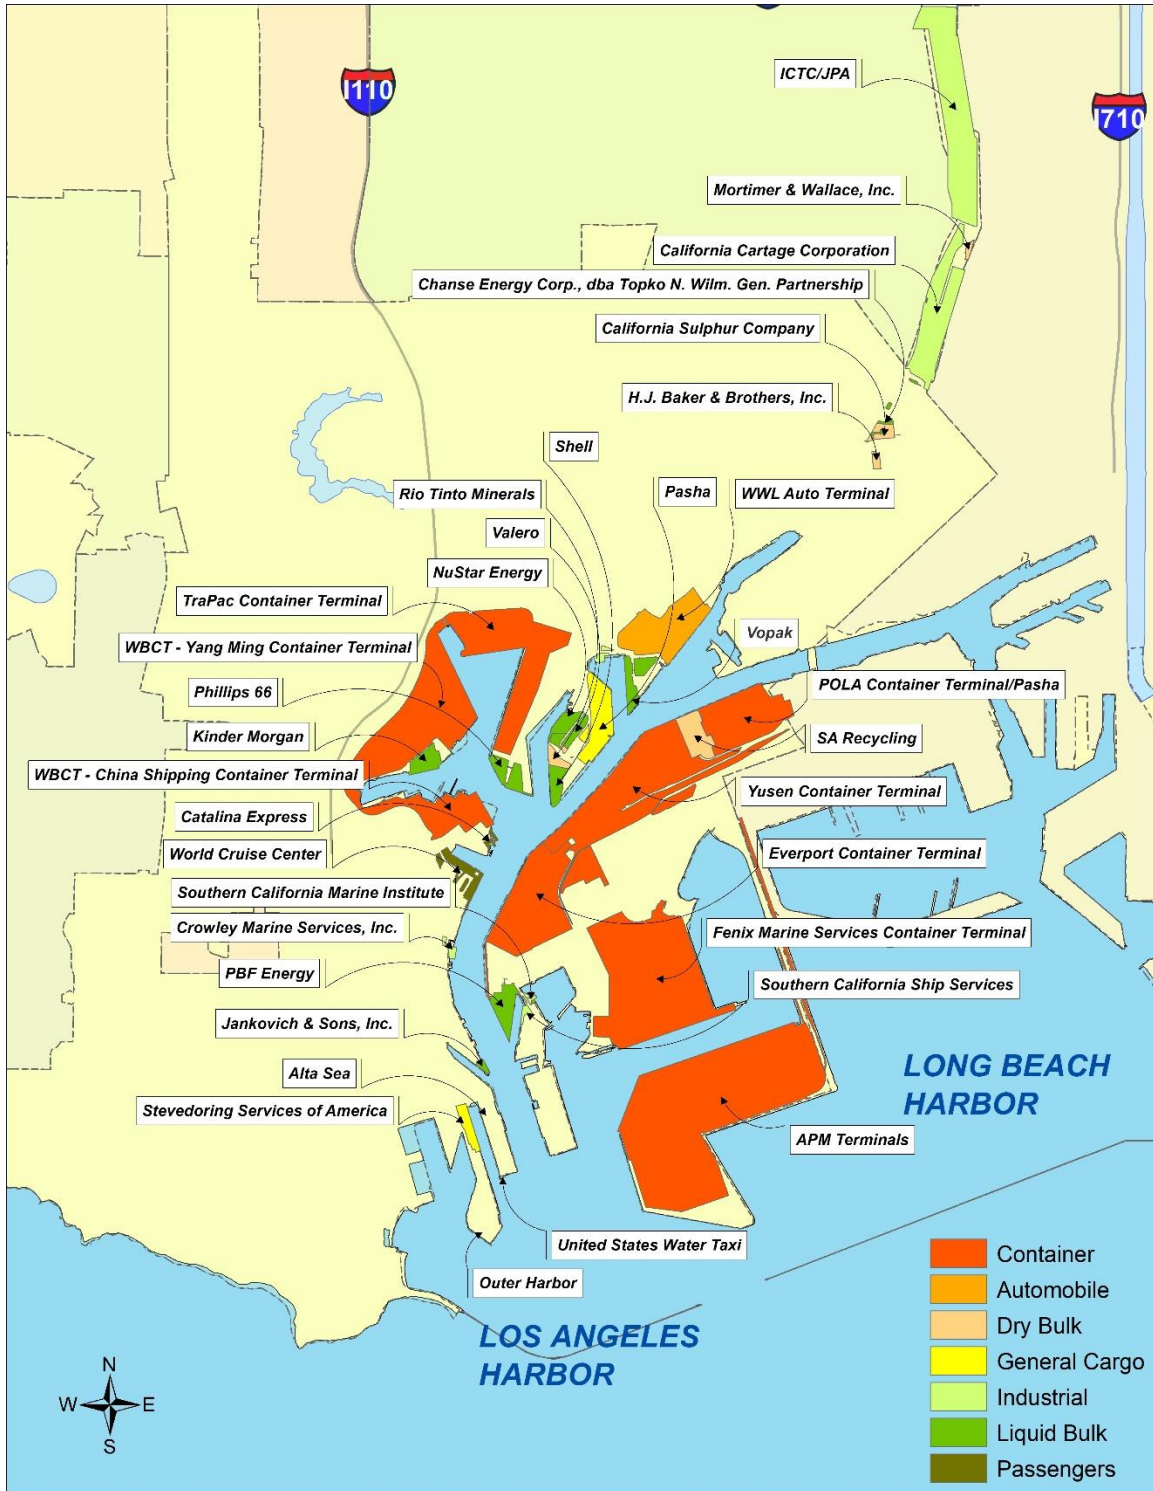 ICTC/JPA
I110
I710
Mortimer & Wallace, Inc.
California Cartage Corporation
Chanse Energy Corp., dba Topko N. Wilm. Gen. Partnership
California Sulphur Company
H.J. Baker & Brothers, Inc.
Shell
Rio Tinto Minerals
Pasha
WWL Auto Terminal
Valero
NuStar Energy
TraPac Container Terminal
WBCT - Yang Ming Container Terminal
Vopak
Phillips 66
POLA Container Terminal/Pasha
Kinder Morgan
SA Recycling
WBCT - China Shipping Container Terminal
Yusen Container Terminal
Catalina Express
World Cruise Center
Everport Container Terminal
Southern California Marine Institute
Crowley Marine Services, Inc.
Fenix Marine Services Container Terminal
PBF Energy
Southern California Ship Services
Jankovich & Sons, Inc.
Alta Sea
LONG BEACH
HARBOR
Stevedoring Services of America
APM Terminals
United States Water Taxi
Outer Harbor
LOS ANGELES
HARBOR
Container
Automobile
Dry Bulk
General Cargo
Industrial
Liquid Bulk
Passengers
N
W
E
S